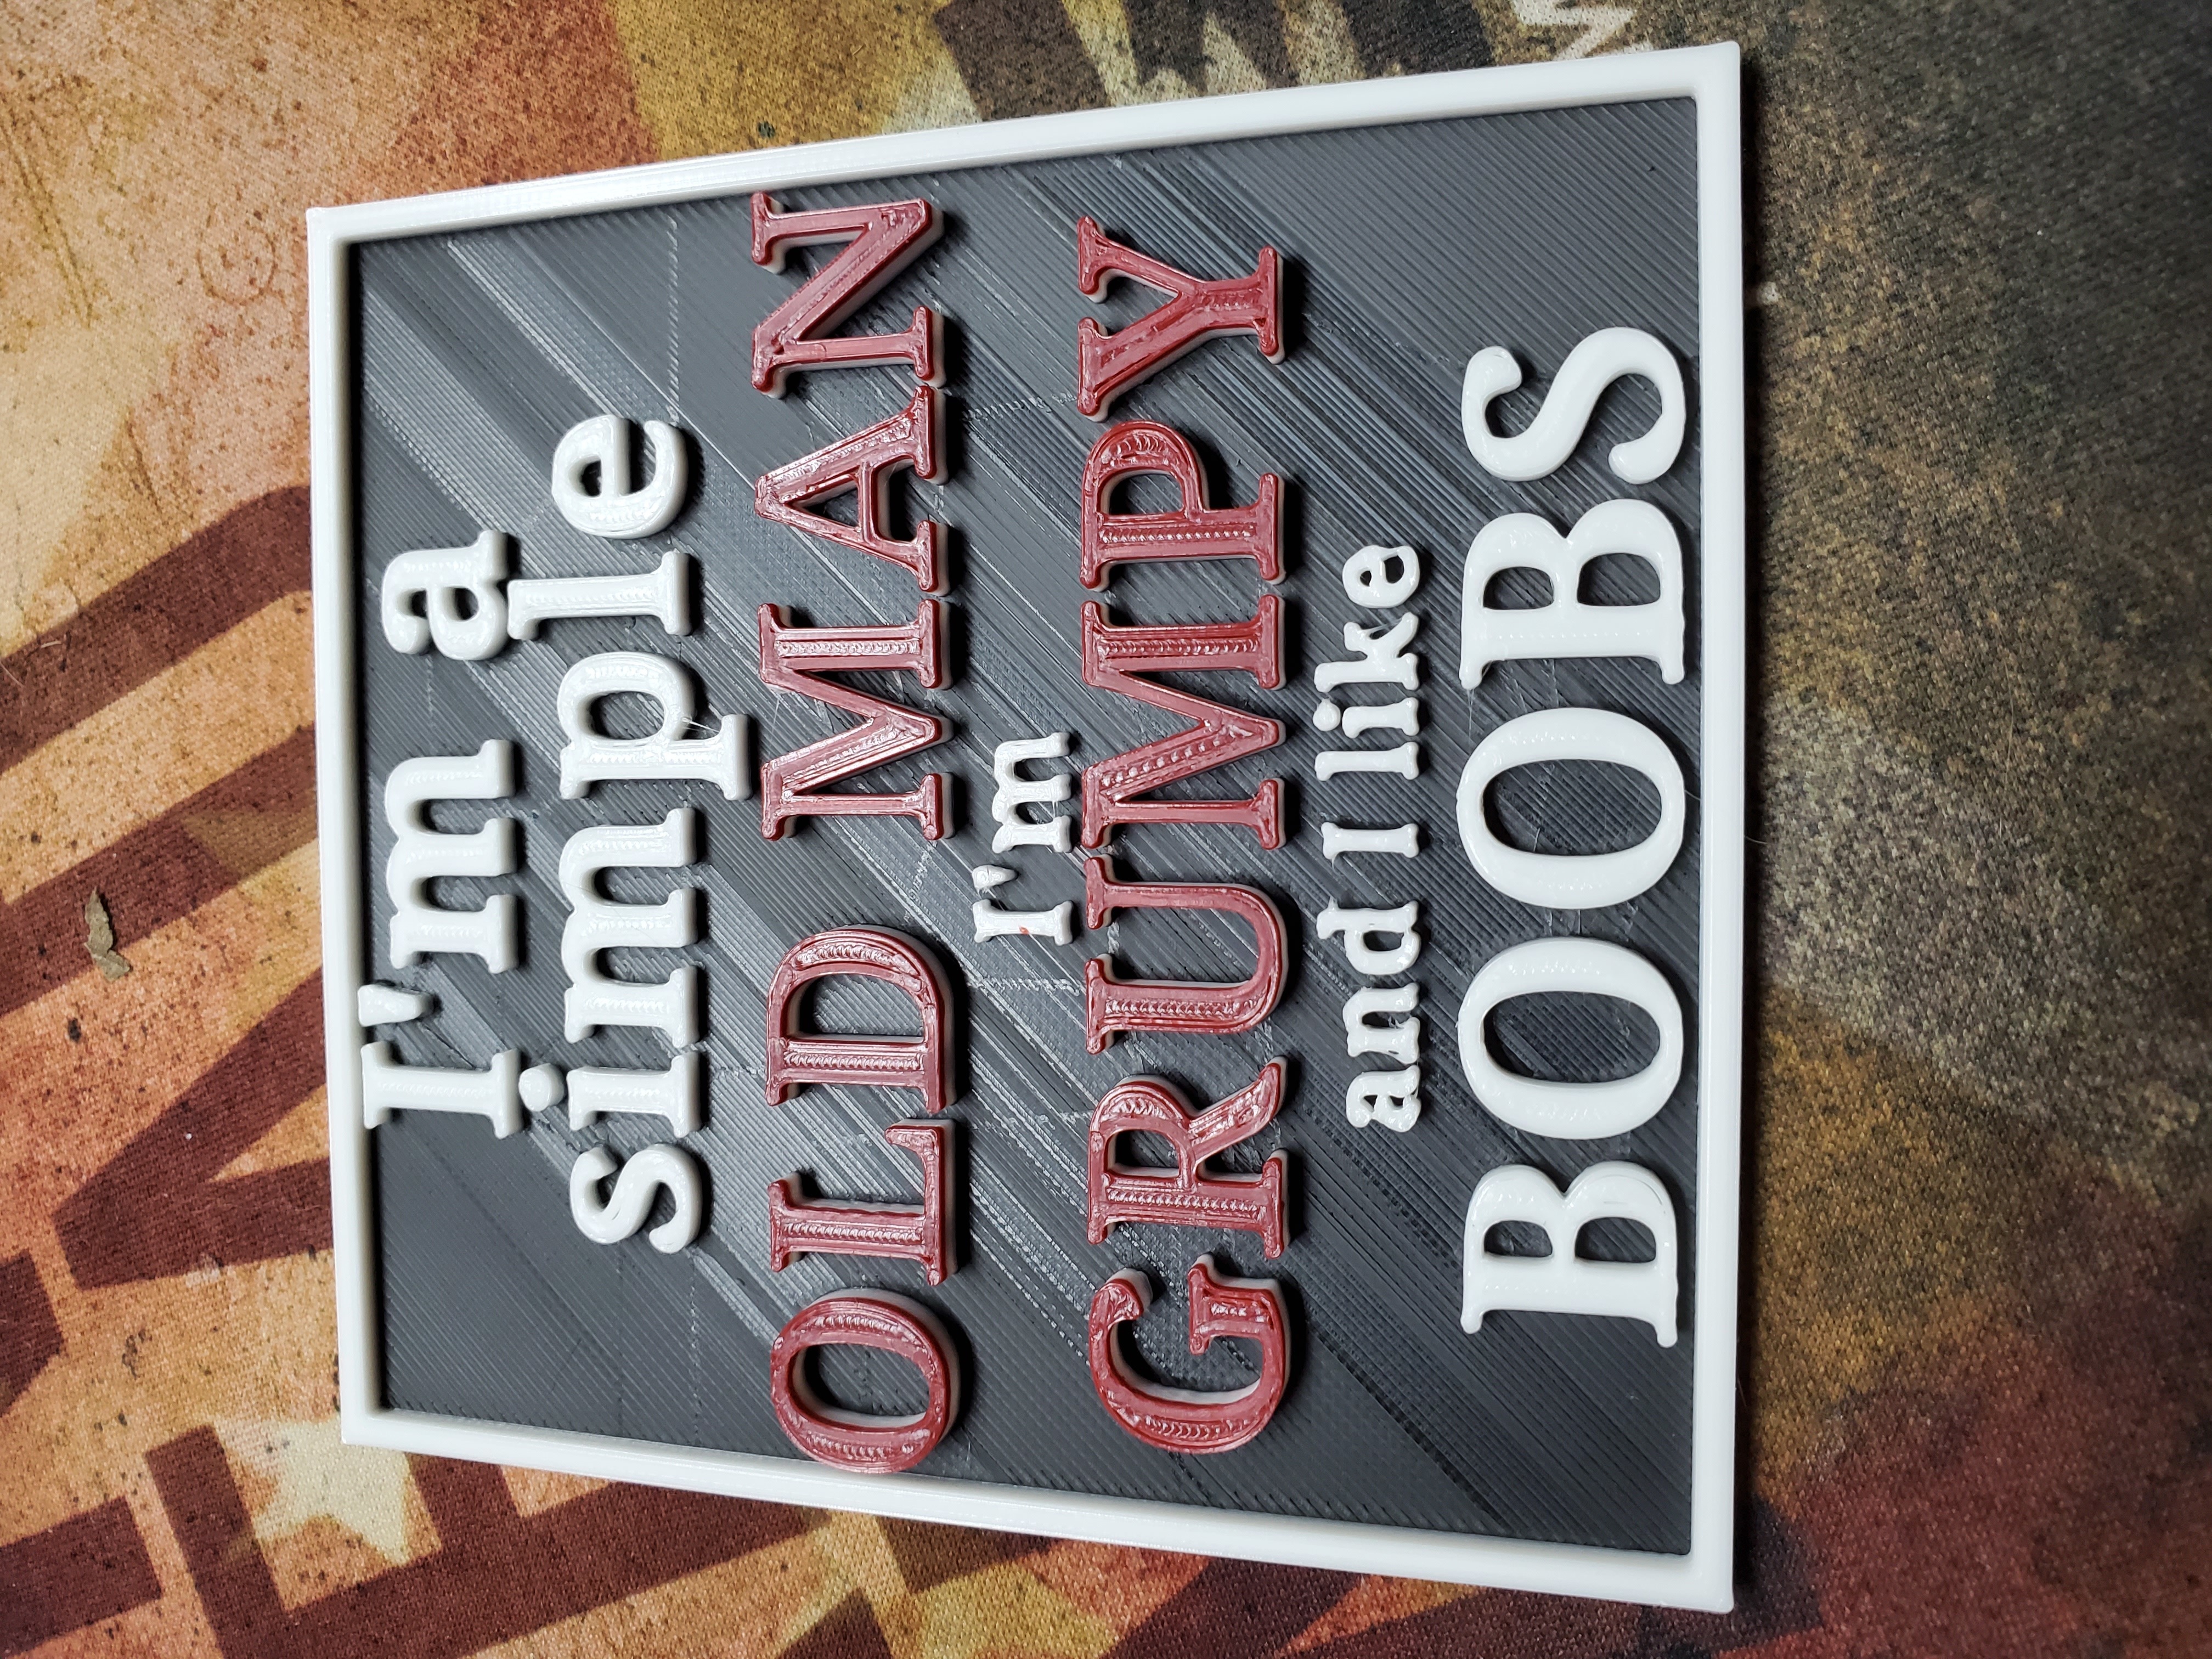 I'm a
simple
OLD MAN
I'm
GRUMPY
and I like
BOOBS